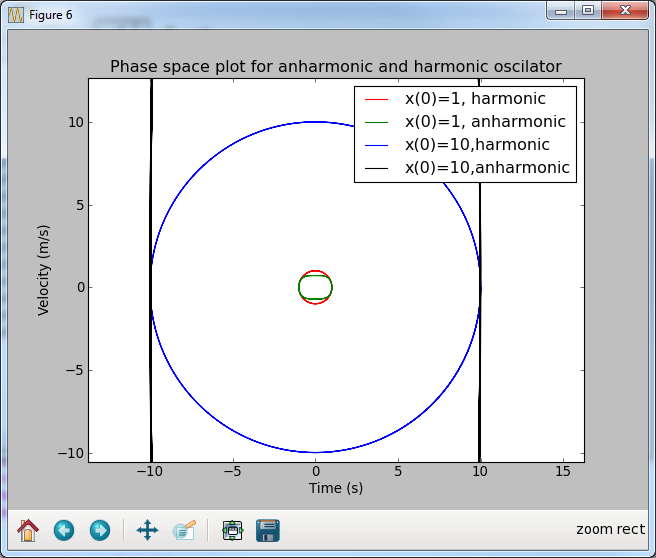 Figure 6
Phase space plot for anharmonic and harmonic oscilator
x(0)=1, harmonic
x(0)=1, anharmonic
x(0)=10,harmonic
x(0)=10,anharmonic
10
5
0
−5
−10
Velocity (m/s)
−10 −5 0 5 10 15
Time (s)
zoom rect